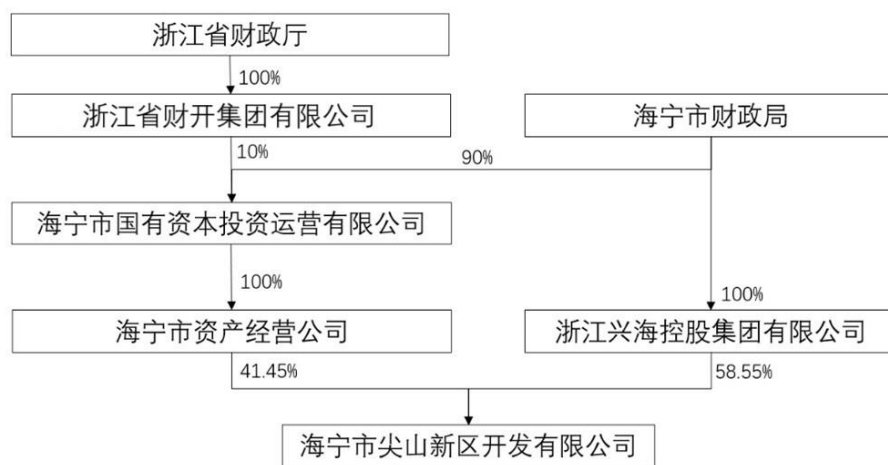 浙江省财政厅
100%
浙江省财开集团有限公司
海宁市财政局
10%
90%
海宁市国有资本投资运营有限公司
100%
100%
海宁市资产经营公司
浙江兴海控股集团有限公司
41.45%
58.55%
海宁市尖山新区开发有限公司